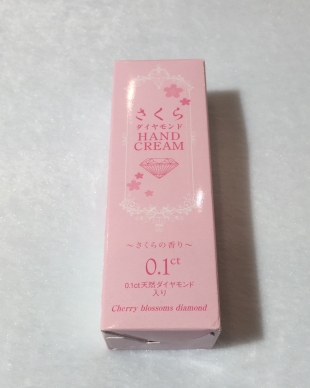 さくら
ダイヤモンド
HAND
CREAM
～さくらの香り～
0.1ct
0.1ct天然ダイヤモンド
入り
Cherry blossoms diamond